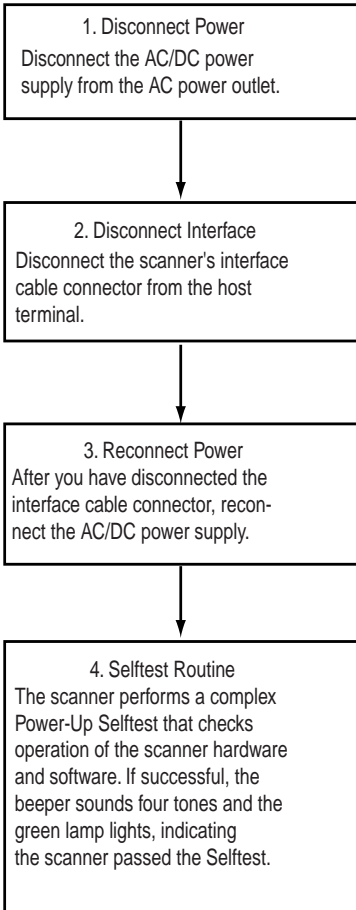 1. Disconnect Power
Disconnect the AC/DC power
supply from the AC power outlet.
2. Disconnect Interface
Disconnect the scanner's interface
cable connector from the host
terminal.
3. Reconnect Power
After you have disconnected the
interface cable connector, recon-
nect the AC/DC power supply.
4. Selftest Routine
The scanner performs a complex
Power-Up Selftest that checks
operation of the scanner hardware
and software. If successful, the
beeper sounds four tones and the
green lamp lights, indicating
the scanner passed the Selftest.